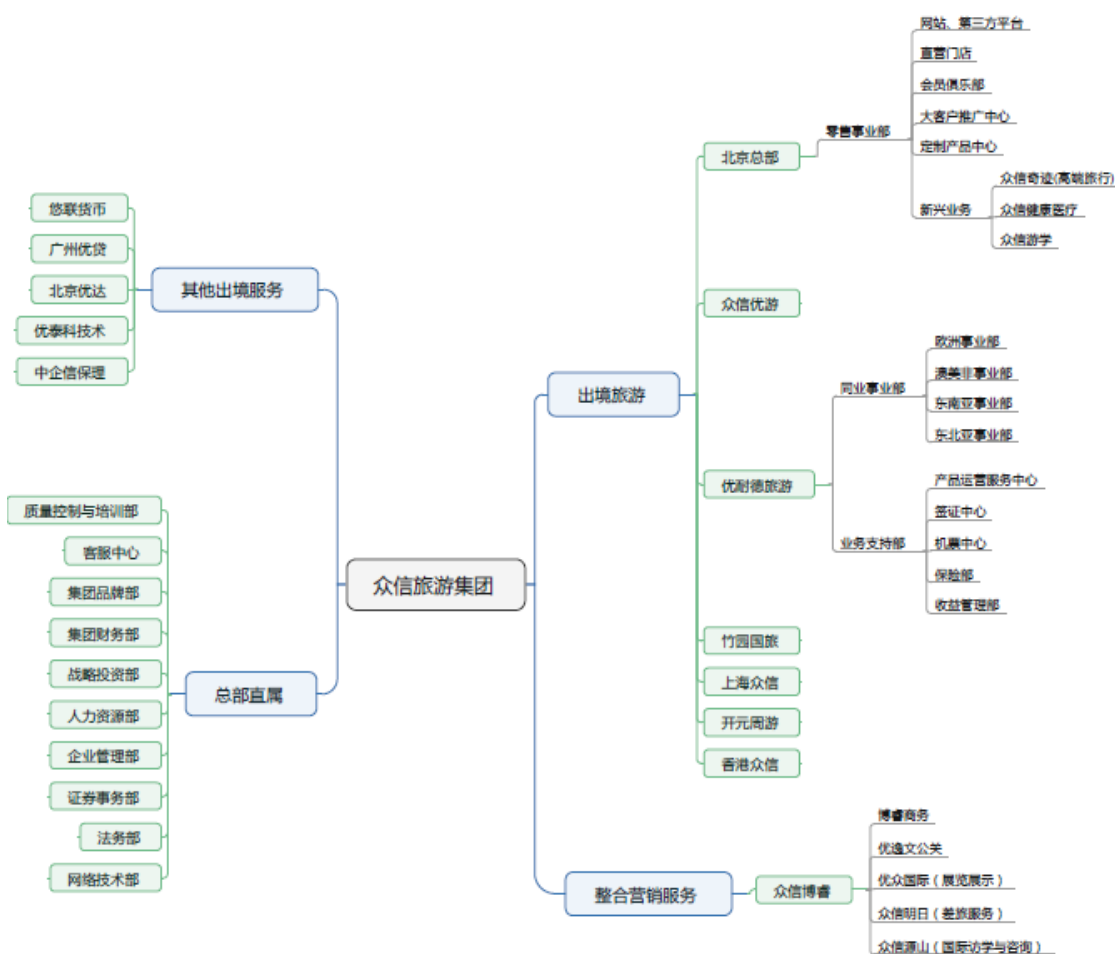 众信旅游集团
其他出境服务
悠联货币
广州优贷
北京优达
优泰科技术
中企信保理
总部直属
质量控制与培训部
客服中心
集团品牌部
集团财务部
战略投资部
人力资源部
企业管理部
证券事务部
法务部
网络技术部
出境旅游
北京总部
零售事业部
网站、第三方平台
直营门店
会员俱乐部
大客户推广中心
定制产品中心
新兴业务
众信奇迹(高端旅行)
众信健康医疗
众信游学
众信优游
优耐德旅游
同业事业部
欧洲事业部
澳美非事业部
东南亚事业部
东北亚事业部
业务支持部
产品运营服务中心
签证中心
机票中心
保险部
收益管理部
竹园国旅
上海众信
开元周游
香港众信
整合营销服务
众信博睿
博睿商务
优逸文公关
优众国际（展览展示）
众信明日（差旅服务）
众信源山（国际访学与咨询）